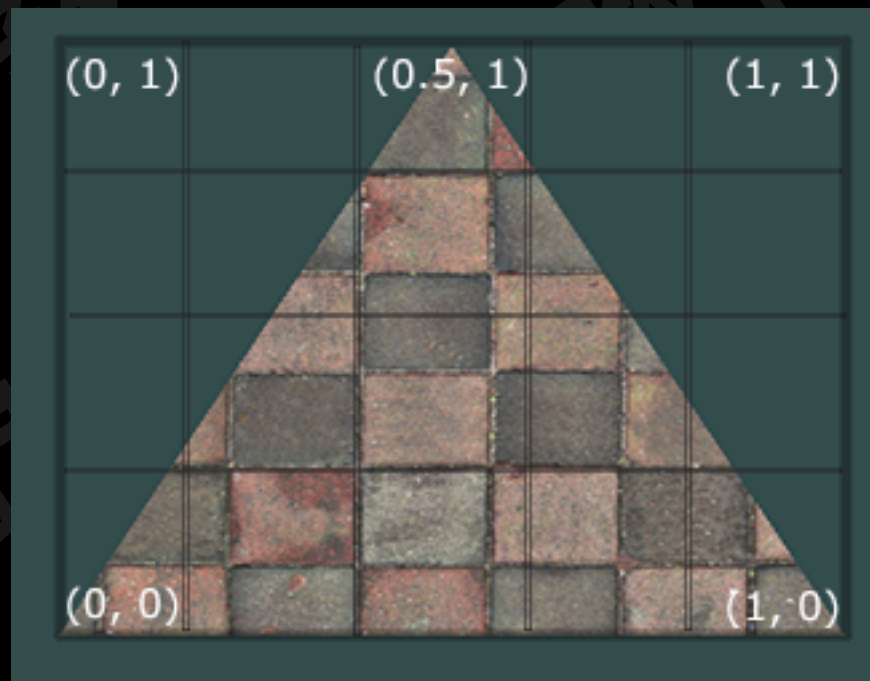 (0, 1) (0.5, 1) (1, 1)
(0, 0) (1, 0)